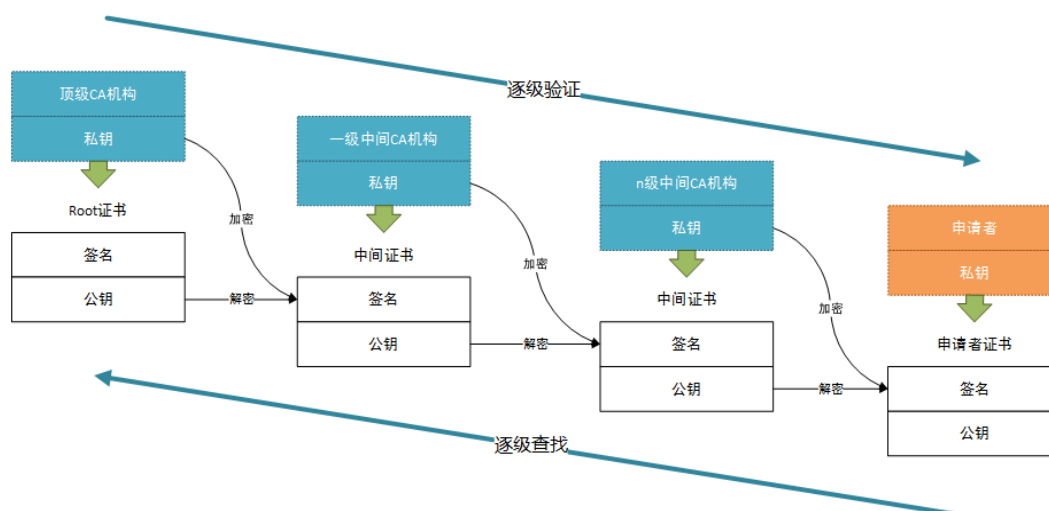 逐级验证
顶级CA机构
私钥
Root证书
签名
公钥
加密
解密
一级中间CA机构
私钥
中间证书
签名
公钥
加密
解密
n级中间CA机构
私钥
中间证书
签名
公钥
加密
解密
申请者
私钥
申请者证书
签名
公钥
逐级查找